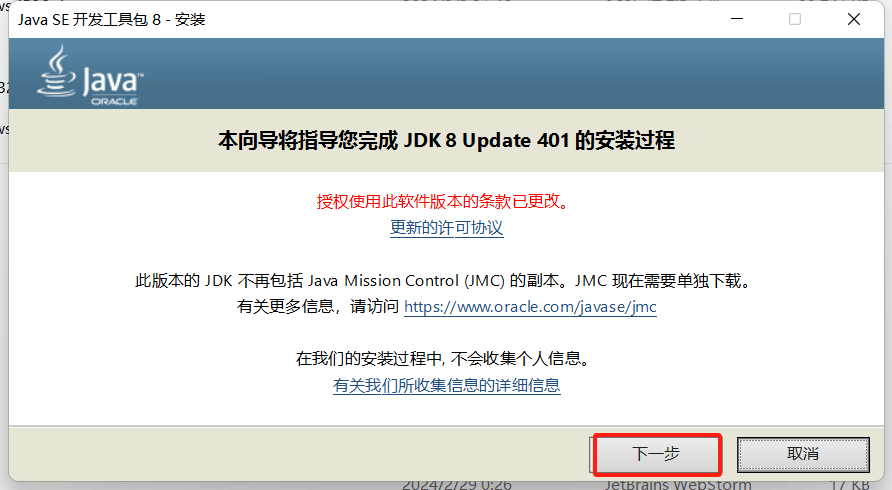 Java SE 开发工具包 8 - 安装
Java™
ORACLE
本向导将指导您完成 JDK 8 Update 401 的安装过程
授权使用此软件版本的条款已更改。
更新的许可协议
此版本的 JDK 不再包括 Java Mission Control (JMC) 的副本。JMC 现在需要单独下载。
有关更多信息，请访问 https://www.oracle.com/javase/jmc
在我们的安装过程中, 不会收集个人信息。
有关我们所收集信息的详细信息
下一步
取消
2024/2/29 0:26 JetBrains WebStorm 17 KB